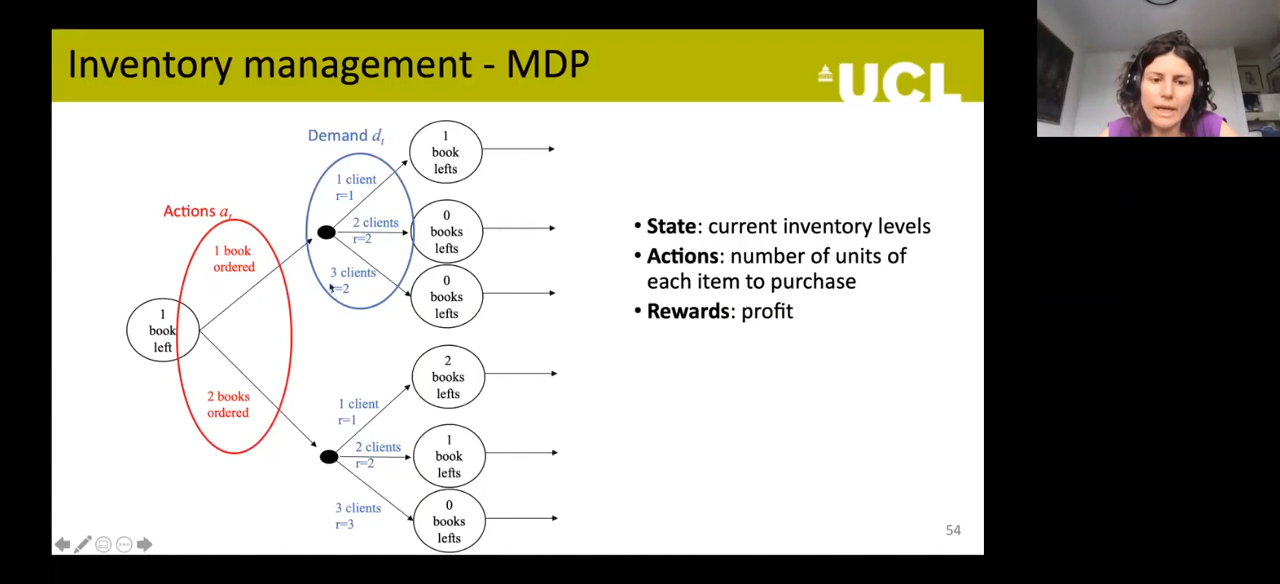 Inventory management - MDP
UCL
Demand d_t
1
book
lefts
1 client
r=1
Actions a_t
2 clients
r=2
0
books
lefts
1 book
ordered
3 clients
r=2
0
books
lefts
1
book
left
2 books
ordered
2
books
lefts
1 client
r=1
2 clients
r=2
1
book
lefts
3 clients
r=3
0
books
lefts
• State: current inventory levels
• Actions: number of units of
each item to purchase
• Rewards: profit
54